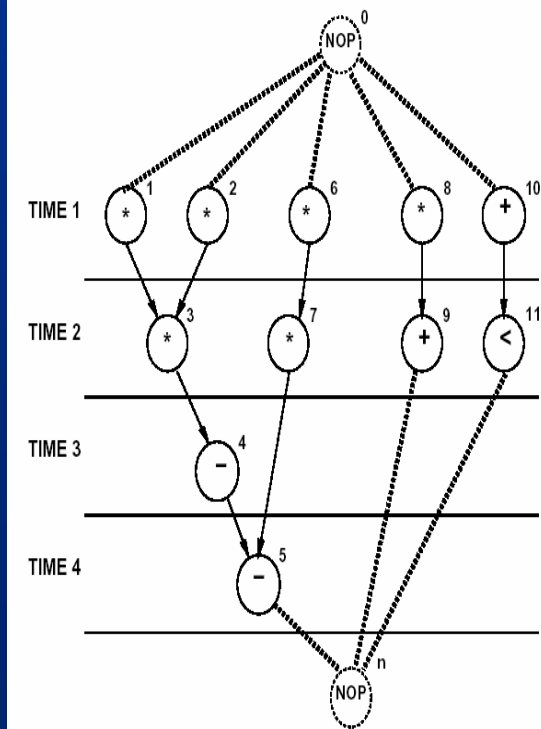 0
NOP
1 2 6 8 10
TIME 1 * * * * +
3 7 9 11
TIME 2 * * + <
TIME 3 4
-
TIME 4 5
-
n
NOP